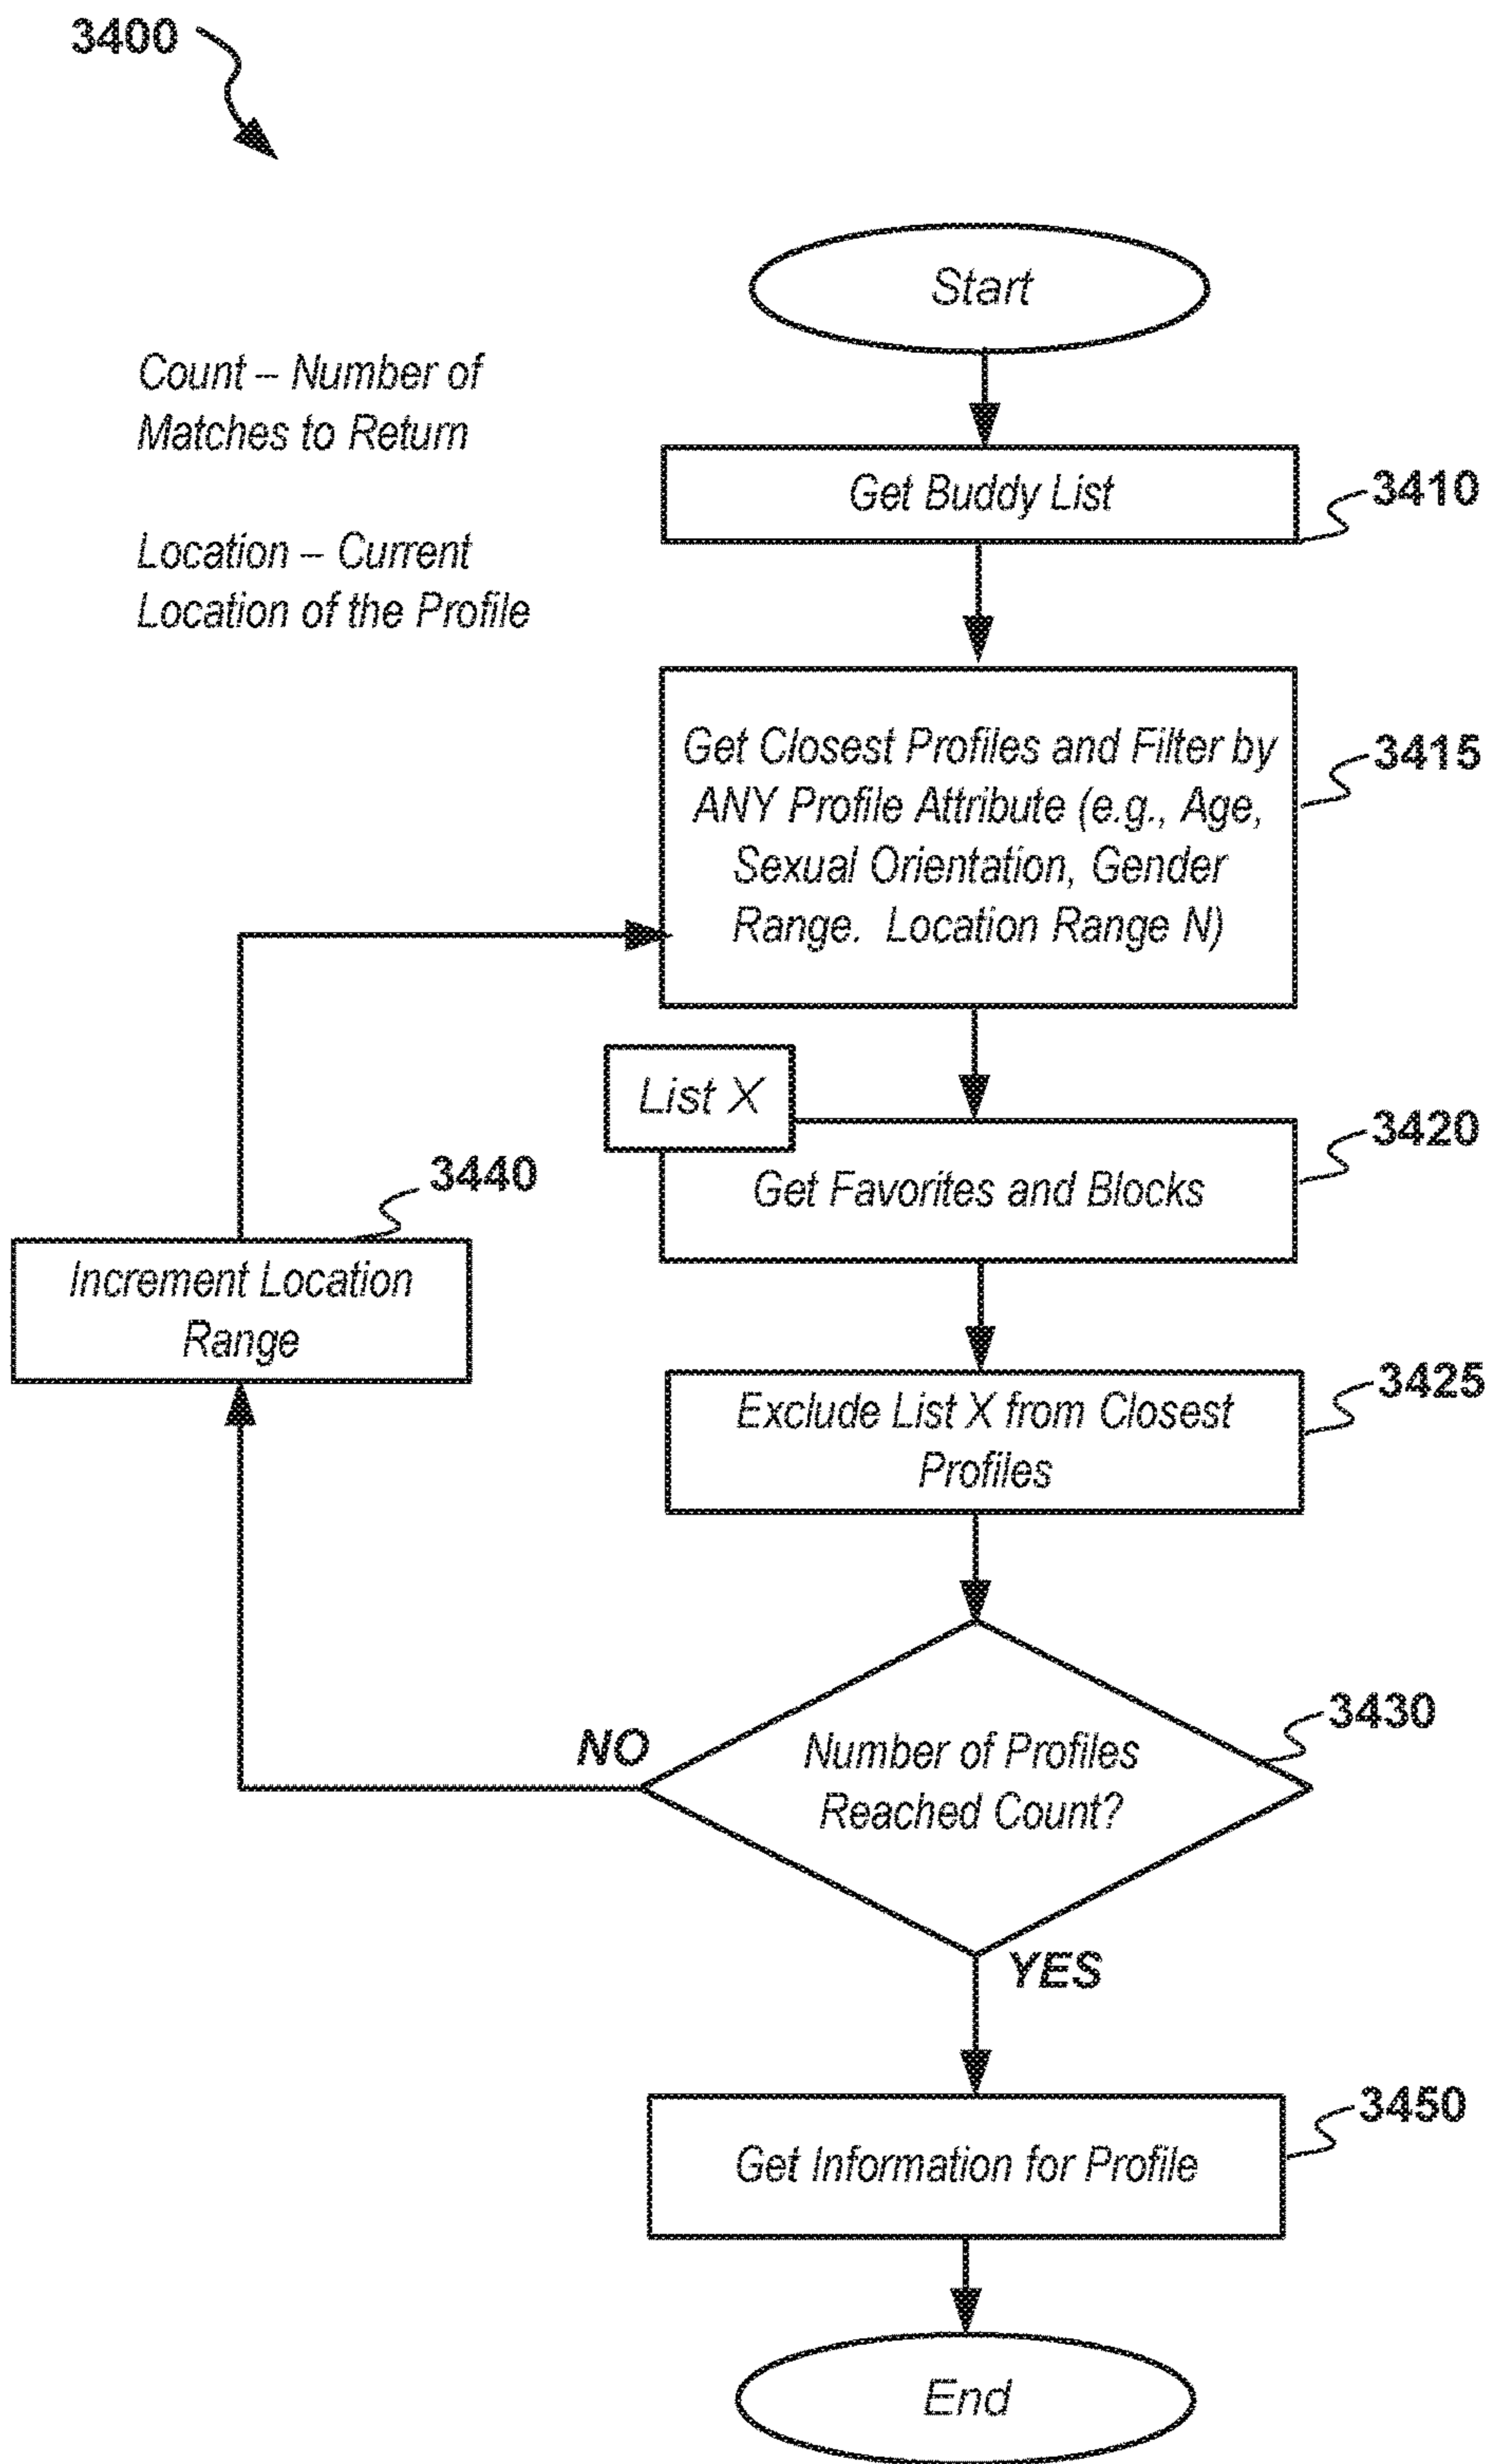 3400
Start
Count – Number of
Matches to Return
Get Buddy List
3410
Location – Current
Location of the Profile
Get Closest Profiles and Filter by
ANY Profile Attribute (e.g., Age,
Sexual Orientation, Gender
Range. Location Range N)
3415
List X
Get Favorites and Blocks
3420
3440
Increment Location
Range
Exclude List X from Closest
Profiles
3425
Number of Profiles
Reached Count?
3430
NO
YES
Get Information for Profile
3450
End